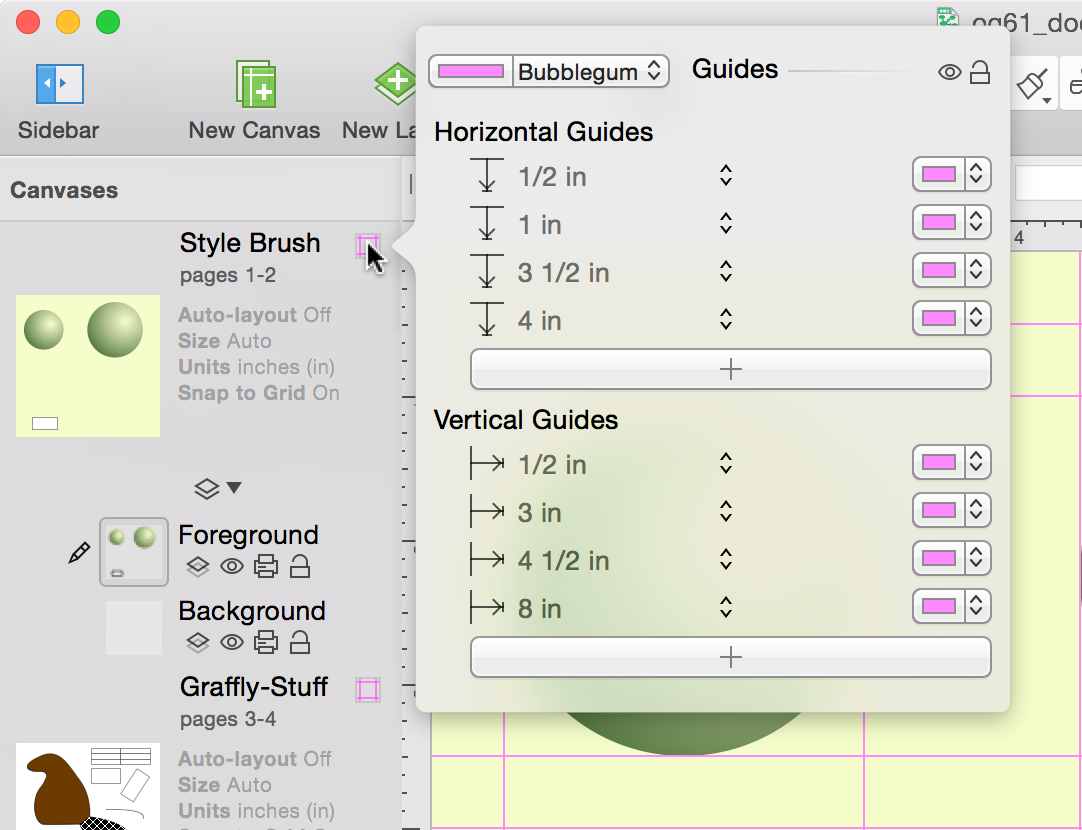 og61_do
Sidebar
New Canvas
New La
Bubblegum
Guides
Horizontal Guides
1/2 in
1 in
3 1/2 in
4 in
Vertical Guides
1/2 in
3 in
4 1/2 in
8 in
4
Canvases
Style Brush
pages 1-2
Auto-layout Off
Size Auto
Units inches (in)
Snap to Grid On
Foreground
Background
Graffly-Stuff
pages 3-4
Auto-layout Off
Size Auto
Units inches (in)